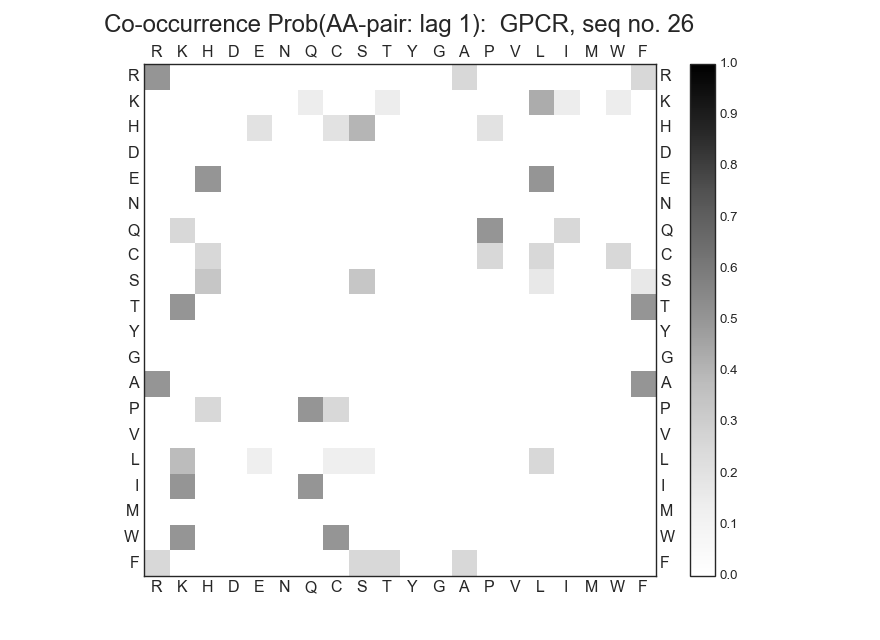 Co-occurrence Prob(AA-pair: lag 1):  GPCR, seq no. 26
R K H D E N Q C S T Y G A P V L I M W F
R R
K K
H H
D D
E E
N N
Q Q
C C
S S
T T
Y Y
G G
A A
P P
V V
L L
I I
M M
W W
F F
R K H D E N Q C S T Y G A P V L I M W F
1.0
0.9
0.8
0.7
0.6
0.5
0.4
0.3
0.2
0.1
0.0